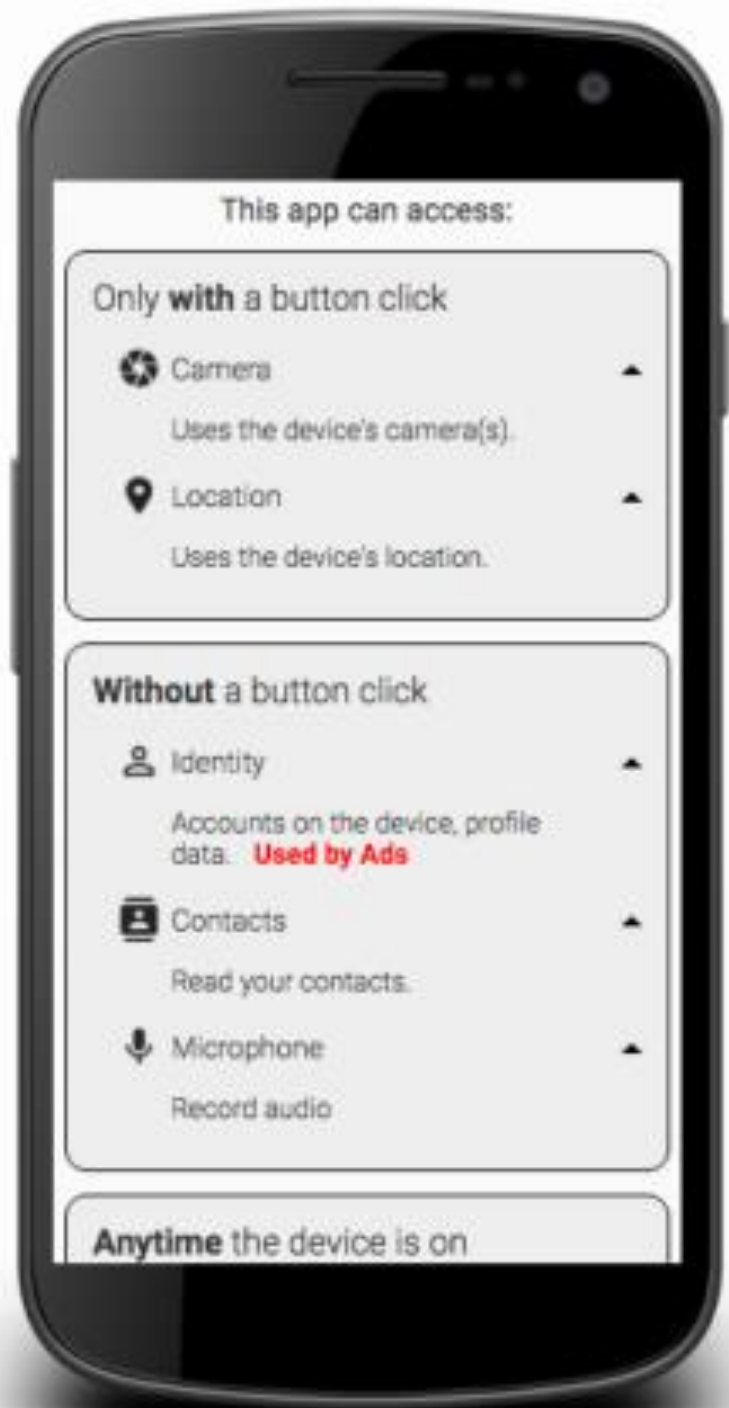 This app can access:
Only with a button click
Camera
Uses the device's camera(s).
Location
Uses the device's location.
Without a button click
Identity
Accounts on the device, profile
data. Used by Ads
Contacts
Read your contacts.
Microphone
Record audio
Anytime the device is on